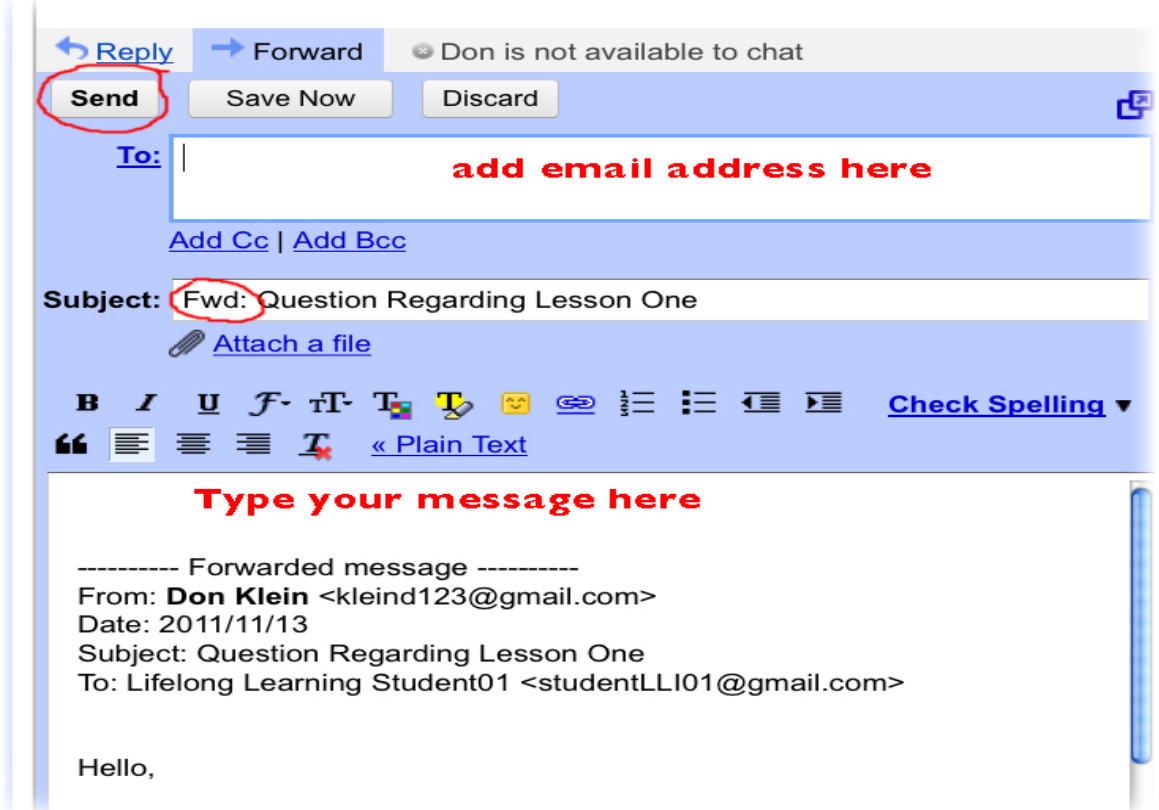 Reply Forward Don is not available to chat
Send Save Now Discard
To: add email address here
Add Cc | Add Bcc
Subject: Fwd: Question Regarding Lesson One
Attach a file
B I U F T T T Check Spelling
« Plain Text
Type your message here
---------- Forwarded message ----------
From: Don Klein <kleind123@gmail.com>
Date: 2011/11/13
Subject: Question Regarding Lesson One
To: Lifelong Learning Student01 <studentLLI01@gmail.com>
Hello,